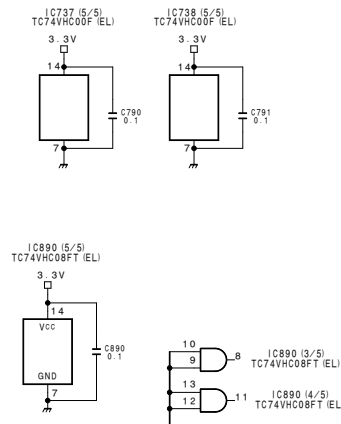 IC737 (5/5)
TC74VHC00F (EL)
3.3V
14
C790
0.1
7
IC738 (5/5)
TC74VHC00F (EL)
3.3V
14
C791
0.1
7
IC890 (5/5)
TC74VHC08FT (EL)
3.3V
14
Vcc
C890
0.1
GND
7
10
9
8
IC890 (3/5)
TC74VHC08FT (EL)
13
12
11
IC890 (4/5)
TC74VHC08FT (EL